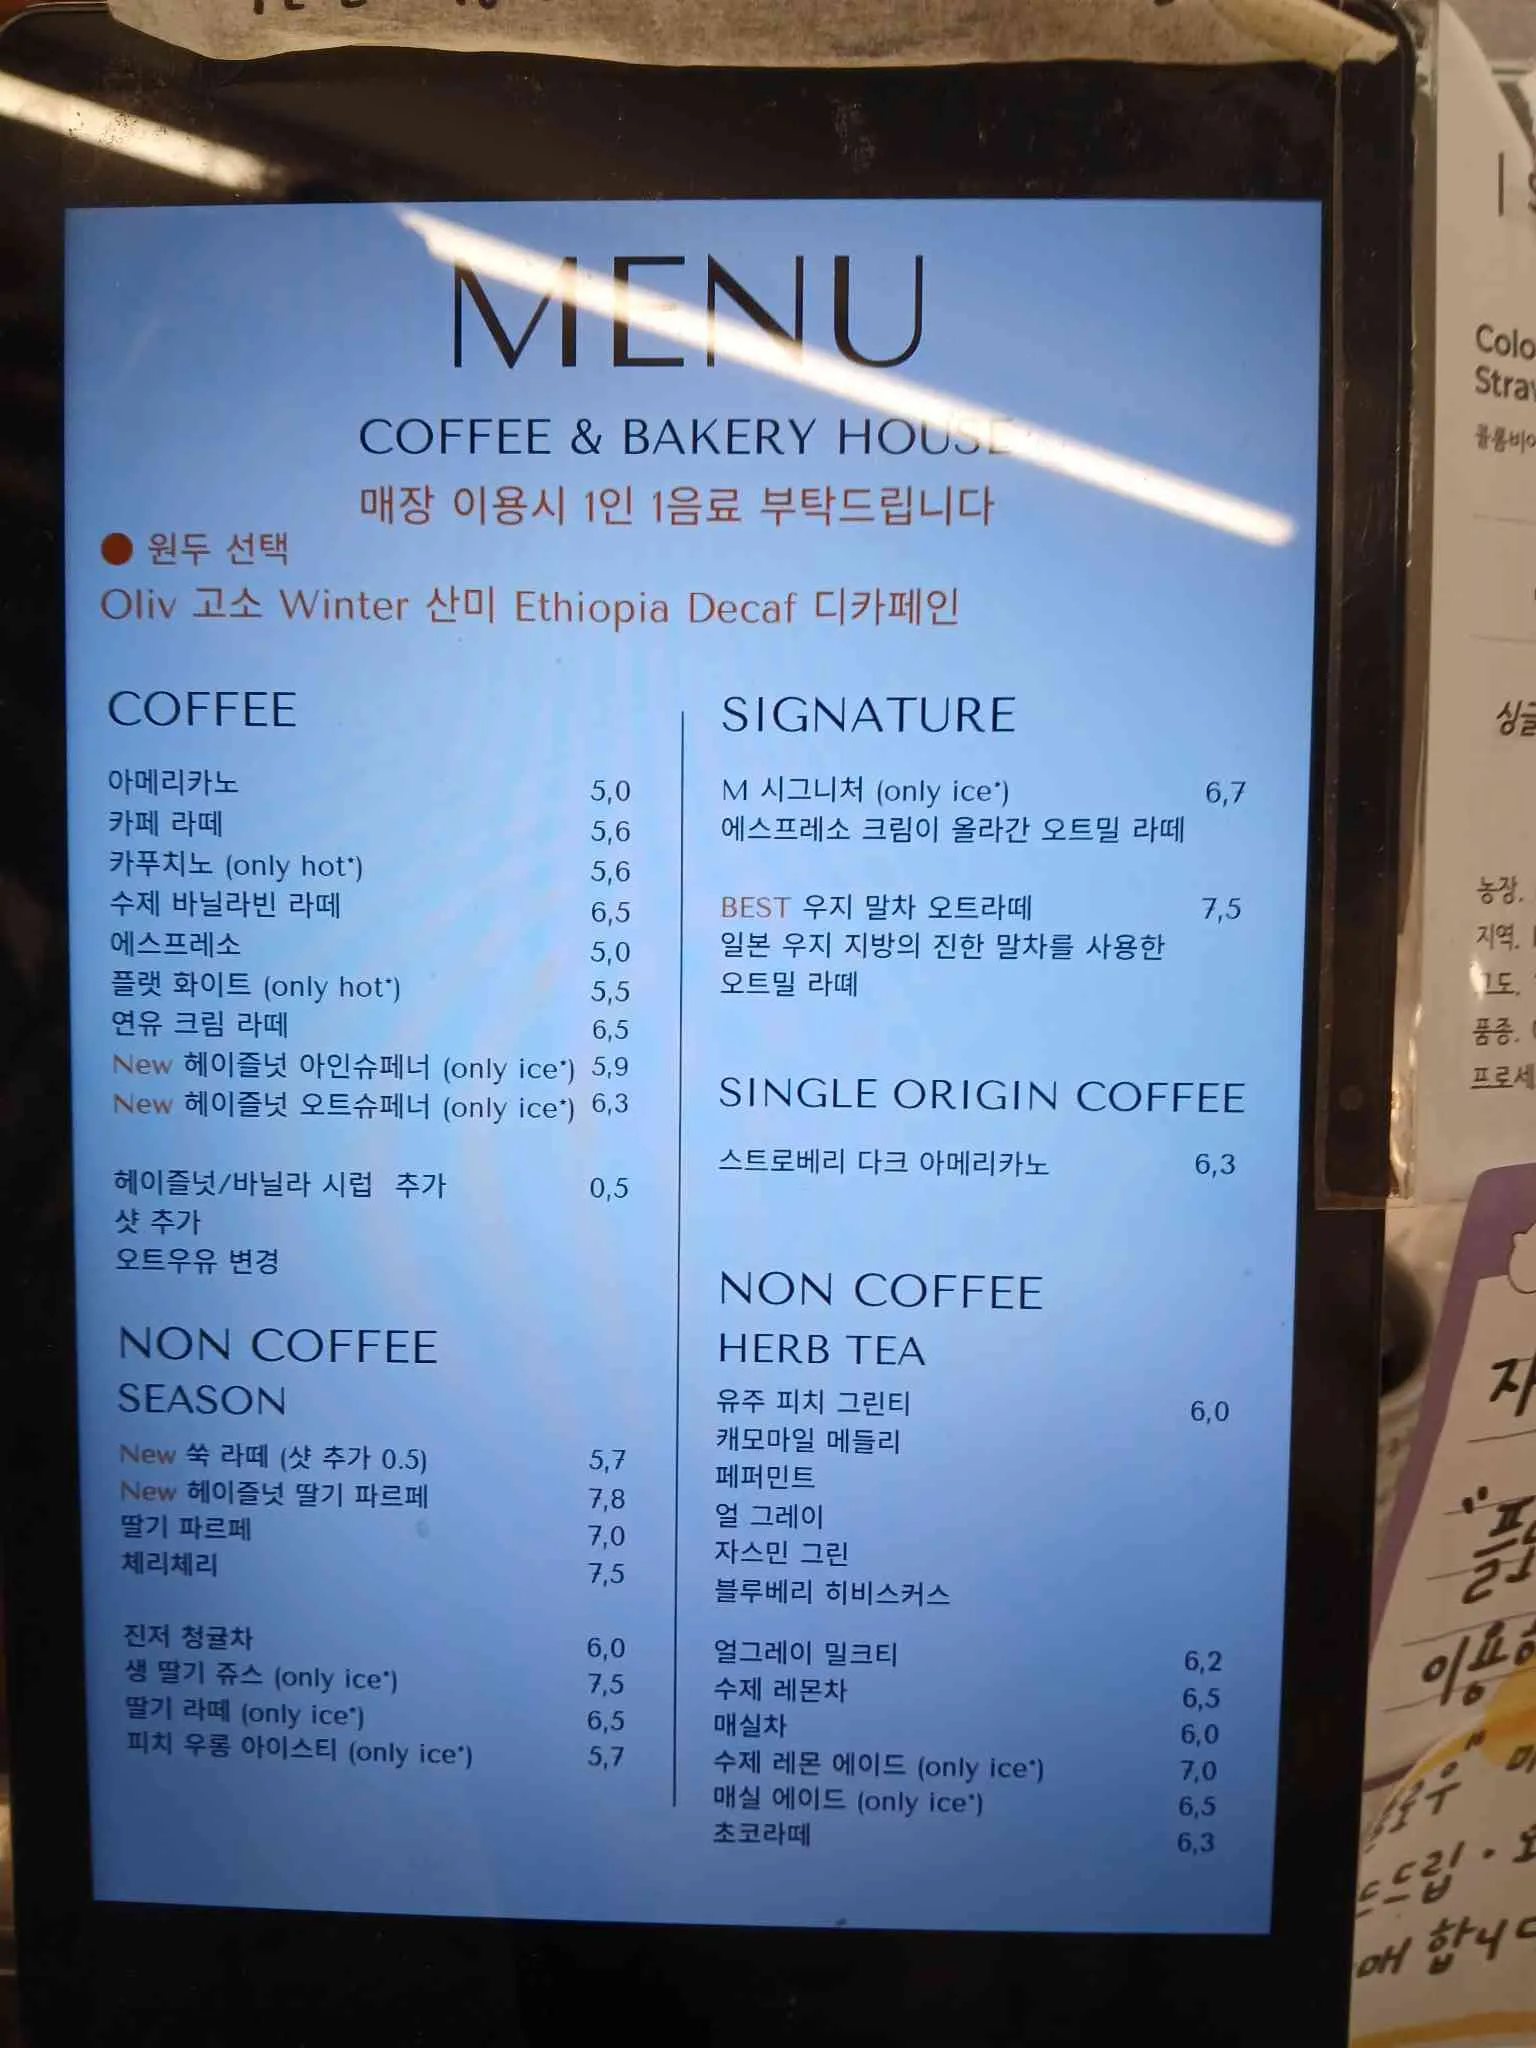 MENU
COFFEE & BAKERY HOUSE
매장 이용시 1인 1음료 부탁드립니다
● 원두 선택
Oliv 고소 Winter 산미 Ethiopia Decaf 디카페인
COFFEE
아메리카노 5,0
카페 라떼 5,6
카푸치노 (only hot*) 5,6
수제 바닐라빈 라떼 6,5
에스프레소 5,0
플랫 화이트 (only hot*) 5,5
연유 크림 라떼 6,5
New 헤이즐넛 아인슈페너 (only ice*) 5,9
New 헤이즐넛 오트슈페너 (only ice*) 6,3
헤이즐넛/바닐라 시럽 추가 0,5
샷 추가
오트우유 변경
NON COFFEE
SEASON
New 쑥 라떼 (샷 추가 0.5) 5,7
New 헤이즐넛 딸기 파르페 7,8
딸기 파르페 7,0
체리체리 7,5
진저 청귤차 6,0
생 딸기 쥬스 (only ice*) 7,5
딸기 라떼 (only ice*) 6,5
피치 우롱 아이스티 (only ice*) 5,7
SIGNATURE
M 시그니처 (only ice*) 6,7
에스프레소 크림이 올라간 오트밀 라떼
BEST 우지 말차 오트라떼 7,5
일본 우지 지방의 진한 말차를 사용한
오트밀 라떼
SINGLE ORIGIN COFFEE
스트로베리 다크 아메리카노 6,3
NON COFFEE
HERB TEA
유주 피치 그린티 6,0
캐모마일 메들리
페퍼민트
얼 그레이
자스민 그린
블루베리 히비스커스
얼그레이 밀크티 6,2
수제 레몬차 6,5
매실차 6,0
수제 레몬 에이드 (only ice*) 7,0
매실 에이드 (only ice*) 6,5
초코라떼 6,3
농장.
지역.
품종.